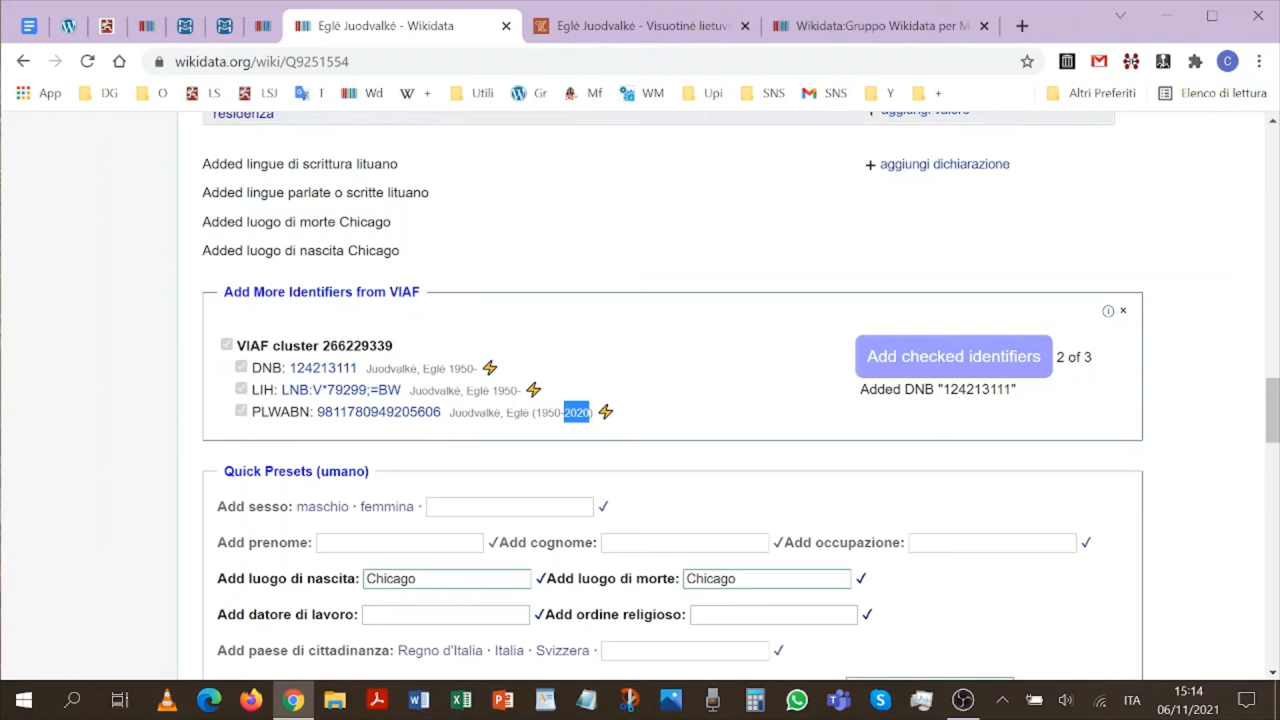 Eglė Juodvalkė - Wikidata
Eglė Juodvalkė - Visuotinė lietuvi
Wikidata:Gruppo Wikidata per M
wikidata.org/wiki/Q9251554
C
App DG O LS LSJ T Wd + Utili Gr Mf WM Upi SNS SNS Y + Altri Preferiti Elenco di lettura
residenza
+ aggiungi valore
Added lingue di scrittura lituano
+ aggiungi dichiarazione
Added lingue parlate o scritte lituano
Added luogo di morte Chicago
Added luogo di nascita Chicago
Add More Identifiers from VIAF
VIAF cluster 266229339
DNB: 124213111 Juodvalkė, Eglė 1950-
LIH: LNB:V*79299;=BW Juodvalkė, Eglė 1950-
PLWABN: 9811780949205606 Juodvalkė, Eglė (1950-2020)
Add checked identifiers 2 of 3
Added DNB "124213111"
Quick Presets (umano)
Add sesso: maschio · femmina · ✓
Add prenome: ✓Add cognome: ✓Add occupazione: ✓
Add luogo di nascita: Chicago ✓Add luogo di morte: Chicago ✓
Add datore di lavoro: ✓Add ordine religioso: ✓
Add paese di cittadinanza: Regno d'Italia · Italia · Svizzera · ✓
ITA
15:14
06/11/2021